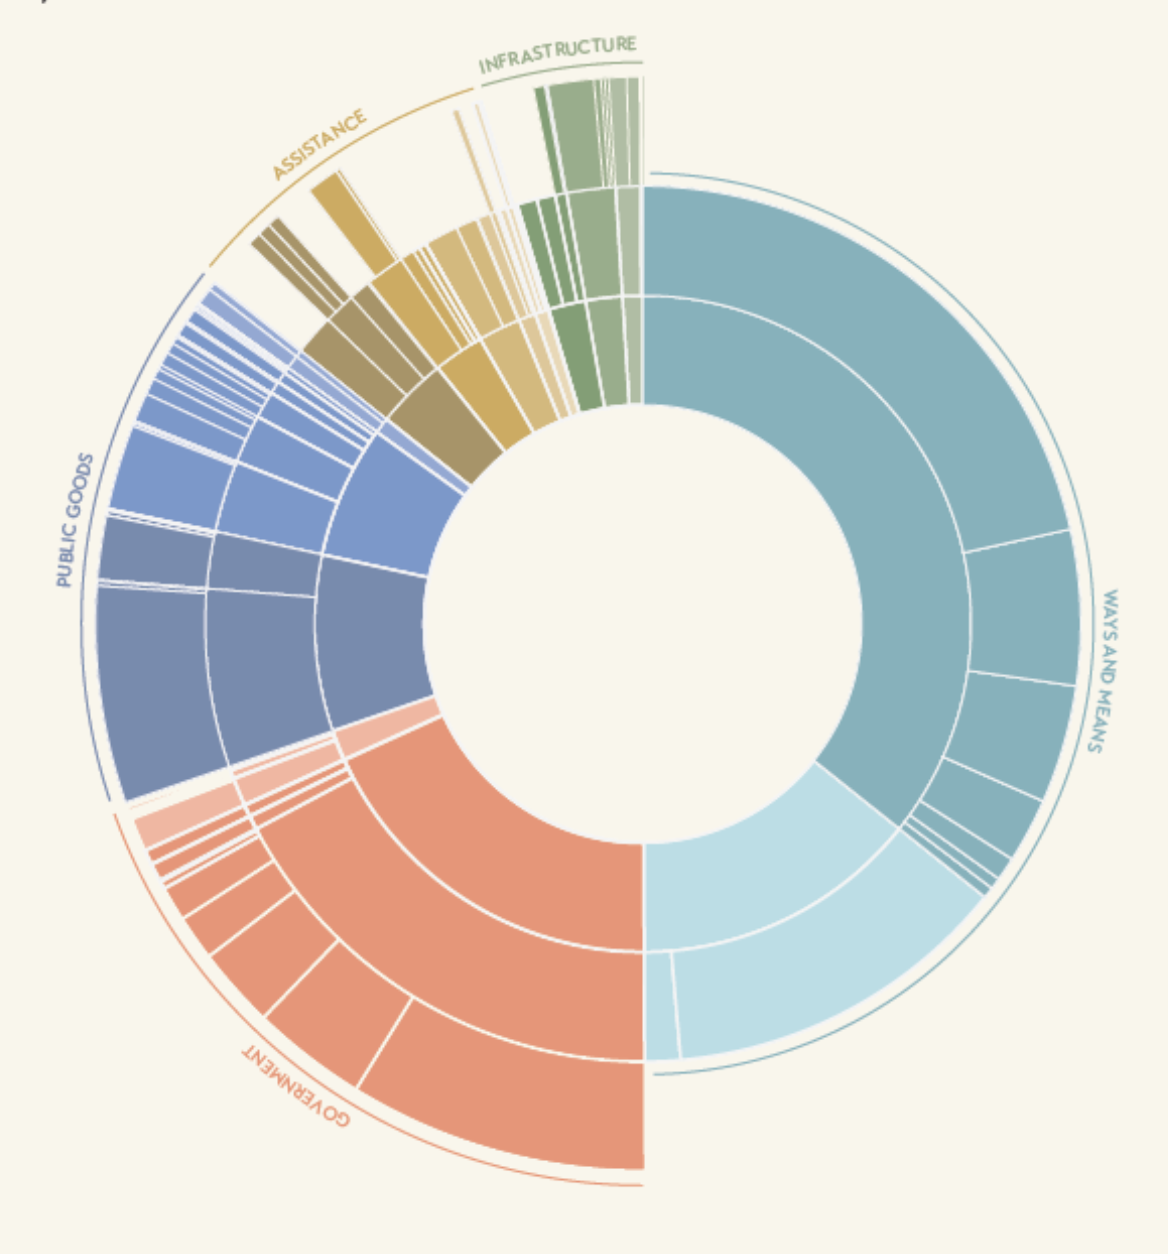 INFRASTRUCTURE
ASSISTANCE
PUBLIC GOODS
WAYS AND MEANS
GOVERNMENT